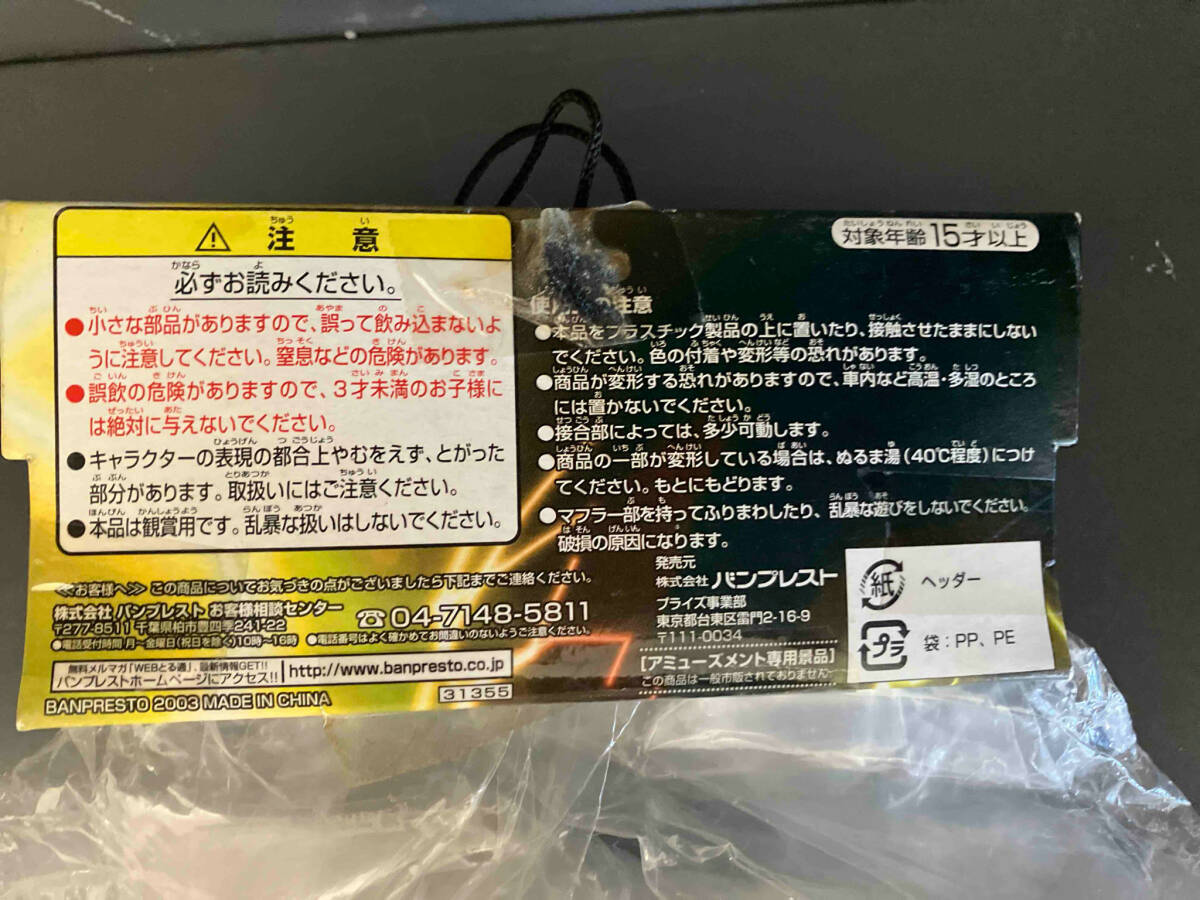 ⚠ 注意
必ずお読みください。
●小さな部品がありますので、誤って飲み込まないよ
うに注意してください。窒息などの危険があります。
●誤飲の危険がありますので、3才未満のお子様に
は絶対に与えないでください。
●キャラクターの表現の都合上やむをえず、とがった
部分があります。取扱いにはご注意ください。
●本品は観賞用です。乱暴な扱いはしないでください。
≪お客様へ≫ この商品についてお気づきの点がございましたら下記までご連絡ください。
株式会社 バンプレスト お客様相談センター ☎04-7148-5811
〒277-8511 千葉県柏市豊四季241-22
●電話受付時間 月~金曜日(祝日を除く)10時~16時 ●電話番号はよく確かめてお間違いのないようご注意ください。
無料メルマガ「WEBとる通」、最新情報GET!!
バンプレストホームページにアクセス!! http://www.banpresto.co.jp
BANPRESTO 2003 MADE IN CHINA
31355
対象年齢15才以上
使 の注意
●本品をプラスチック製品の上に置いたり、接触させたままにしない
でください。色の付着や変形等の恐れがあります。
●商品が変形する恐れがありますので、車内など高温・多湿のところ
には置かないでください。
●接合部によっては、多少可動します。
●商品の一部が変形している場合は、ぬるま湯(40℃程度)につけ
てください。もとにもどります。
●マフラー部を持ってふりまわしたり、乱暴な遊びをしないでください。
破損の原因になります。
発売元
株式会社 バンプレスト
プライズ事業部
東京都台東区雷門2-16-9
〒111-0034
【アミューズメント専用景品】
この商品は一般市販されておりません。
紙 ヘッダー
プラ 袋:PP、PE